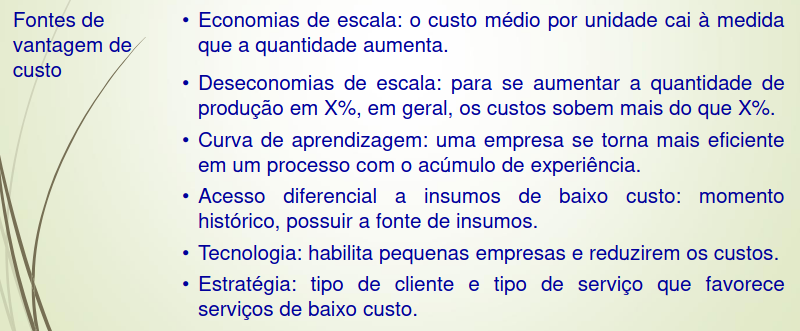 Fontes de
vantagem de
custo
• Economias de escala: o custo médio por unidade cai à medida
que a quantidade aumenta.
• Deseconomias de escala: para se aumentar a quantidade de
produção em X%, em geral, os custos sobem mais do que X%.
• Curva de aprendizagem: uma empresa se torna mais eficiente
em um processo com o acúmulo de experiência.
• Acesso diferencial a insumos de baixo custo: momento
histórico, possuir a fonte de insumos.
• Tecnologia: habilita pequenas empresas e reduzirem os custos.
• Estratégia: tipo de cliente e tipo de serviço que favorece
serviços de baixo custo.